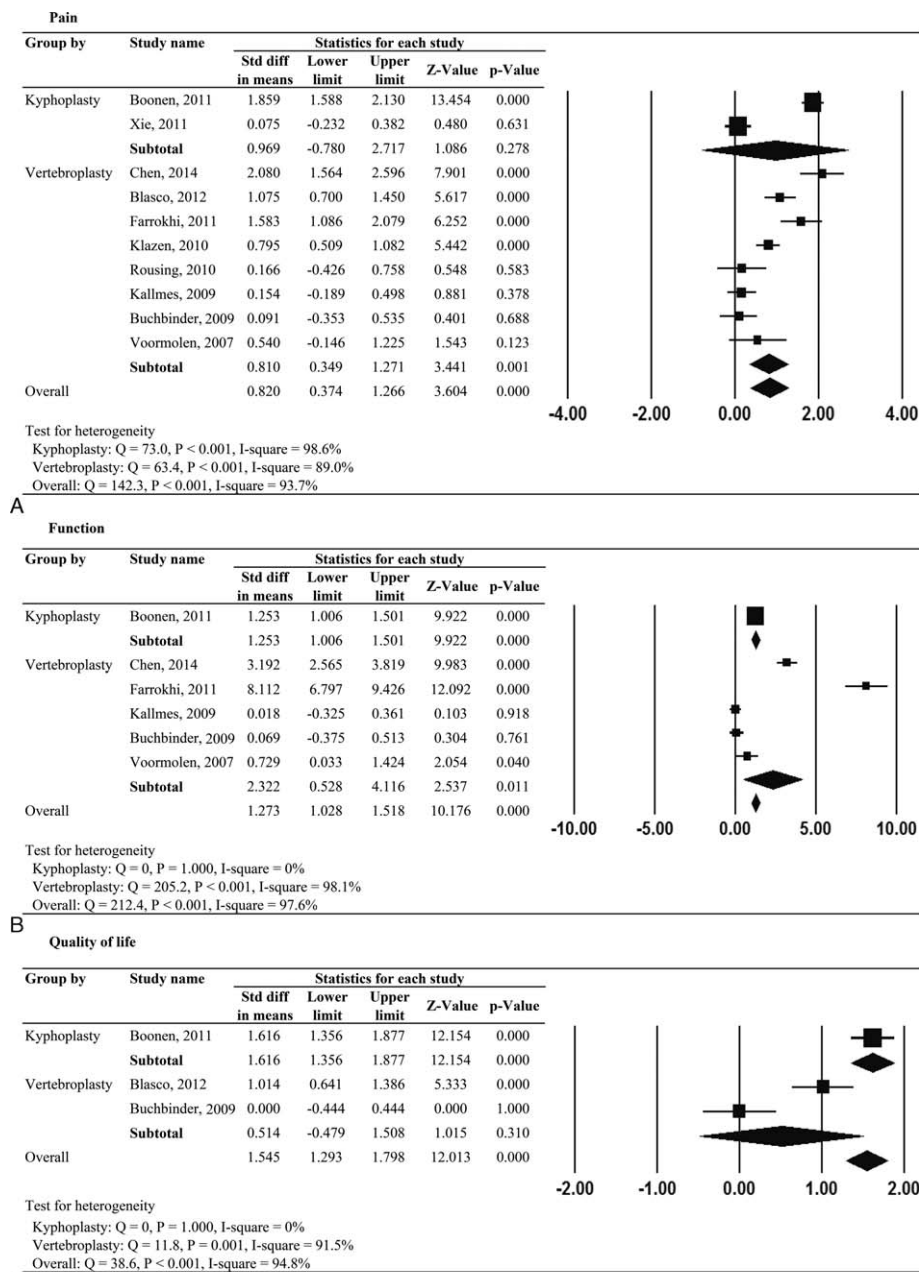 Pain
Group by Study name Statistics for each study
Std diff in means Lower limit Upper limit Z-Value p-Value
Kyphoplasty Boonen, 2011 1.859 1.588 2.130 13.454 0.000
Xie, 2011 0.075 -0.232 0.382 0.480 0.631
Subtotal 0.969 -0.780 2.717 1.086 0.278
Vertebroplasty Chen, 2014 2.080 1.564 2.596 7.901 0.000
Blasco, 2012 1.075 0.700 1.450 5.617 0.000
Farrokhi, 2011 1.583 1.086 2.079 6.252 0.000
Klazen, 2010 0.795 0.509 1.082 5.442 0.000
Rousing, 2010 0.166 -0.426 0.758 0.548 0.583
Kallmes, 2009 0.154 -0.189 0.498 0.881 0.378
Buchbinder, 2009 0.091 -0.353 0.535 0.401 0.688
Voormolen, 2007 0.540 -0.146 1.225 1.543 0.123
Subtotal 0.810 0.349 1.271 3.441 0.001
Overall 0.820 0.374 1.266 3.604 0.000
-4.00 -2.00 0.00 2.00 4.00
Test for heterogeneity
Kyphoplasty: Q = 73.0, P < 0.001, I-square = 98.6%
Vertebroplasty: Q = 63.4, P < 0.001, I-square = 89.0%
Overall: Q = 142.3, P < 0.001, I-square = 93.7%
A
Function
Group by Study name Statistics for each study
Std diff in means Lower limit Upper limit Z-Value p-Value
Kyphoplasty Boonen, 2011 1.253 1.006 1.501 9.922 0.000
Subtotal 1.253 1.006 1.501 9.922 0.000
Vertebroplasty Chen, 2014 3.192 2.565 3.819 9.983 0.000
Farrokhi, 2011 8.112 6.797 9.426 12.092 0.000
Kallmes, 2009 0.018 -0.325 0.361 0.103 0.918
Buchbinder, 2009 0.069 -0.375 0.513 0.304 0.761
Voormolen, 2007 0.729 0.033 1.424 2.054 0.040
Subtotal 2.322 0.528 4.116 2.537 0.011
Overall 1.273 1.028 1.518 10.176 0.000
-10.00 -5.00 0.00 5.00 10.00
Test for heterogeneity
Kyphoplasty: Q = 0, P = 1.000, I-square = 0%
Vertebroplasty: Q = 205.2, P < 0.001, I-square = 98.1%
Overall: Q = 212.4, P < 0.001, I-square = 97.6%
B
Quality of life
Group by Study name Statistics for each study
Std diff in means Lower limit Upper limit Z-Value p-Value
Kyphoplasty Boonen, 2011 1.616 1.356 1.877 12.154 0.000
Subtotal 1.616 1.356 1.877 12.154 0.000
Vertebroplasty Blasco, 2012 1.014 0.641 1.386 5.333 0.000
Buchbinder, 2009 0.000 -0.444 0.444 0.000 1.000
Subtotal 0.514 -0.479 1.508 1.015 0.310
Overall 1.545 1.293 1.798 12.013 0.000
-2.00 -1.00 0.00 1.00 2.00
Test for heterogeneity
Kyphoplasty: Q = 0, P = 1.000, I-square = 0%
Vertebroplasty: Q = 11.8, P = 0.001, I-square = 91.5%
Overall: Q = 38.6, P < 0.001, I-square = 94.8%